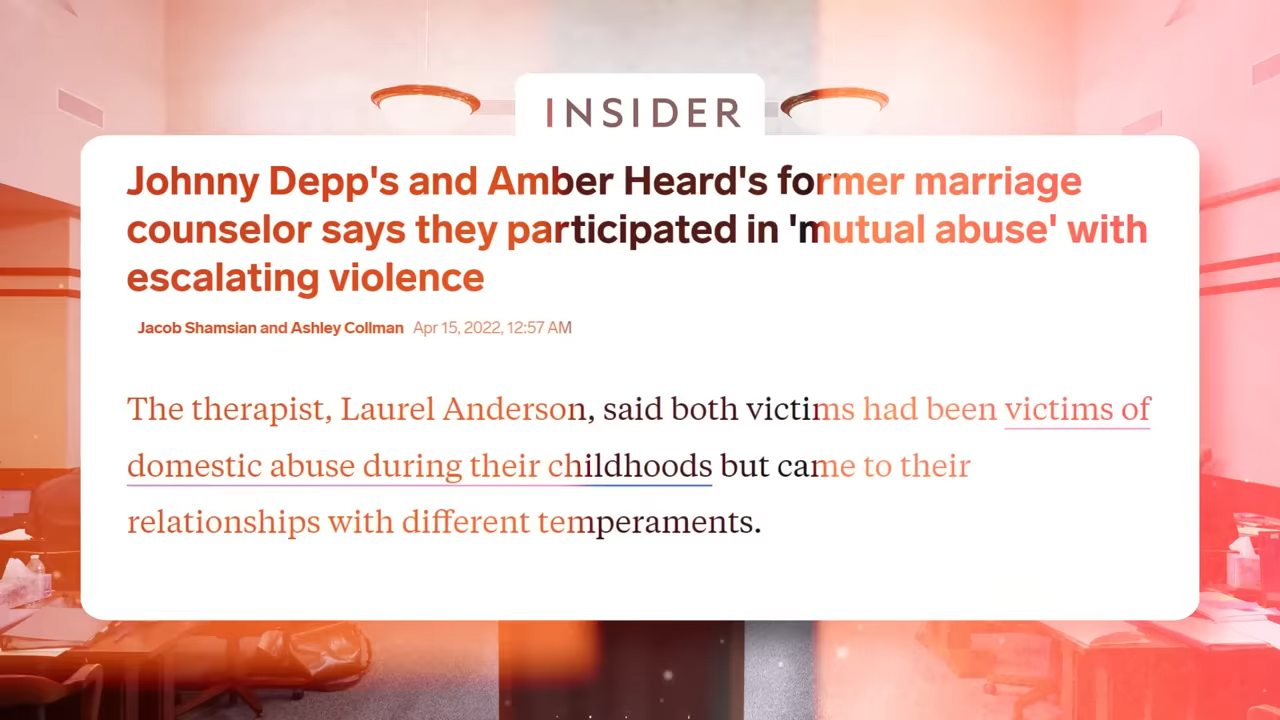 INSIDER
Johnny Depp's and Amber Heard's former marriage
counselor says they participated in 'mutual abuse' with
escalating violence
Jacob Shamsian and Ashley Collman Apr 15, 2022, 12:57 AM
The therapist, Laurel Anderson, said both victims had been victims of
domestic abuse during their childhoods but came to their
relationships with different temperaments.